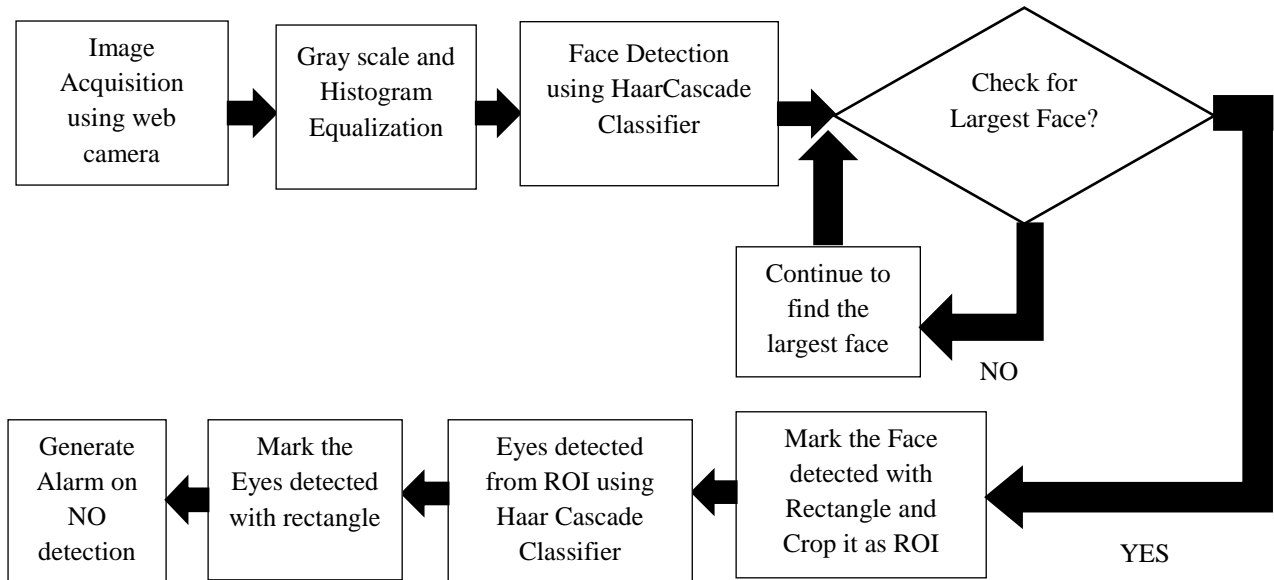 Image
Acquisition
using web
camera
Gray scale and
Histogram
Equalization
Face Detection
using HaarCascade
Classifier
Check for
Largest Face?
Continue to
find the
largest face
NO
YES
Mark the Face
detected with
Rectangle and
Crop it as ROI
Eyes detected
from ROI using
Haar Cascade
Classifier
Mark the
Eyes detected
with rectangle
Generate
Alarm on
NO
detection